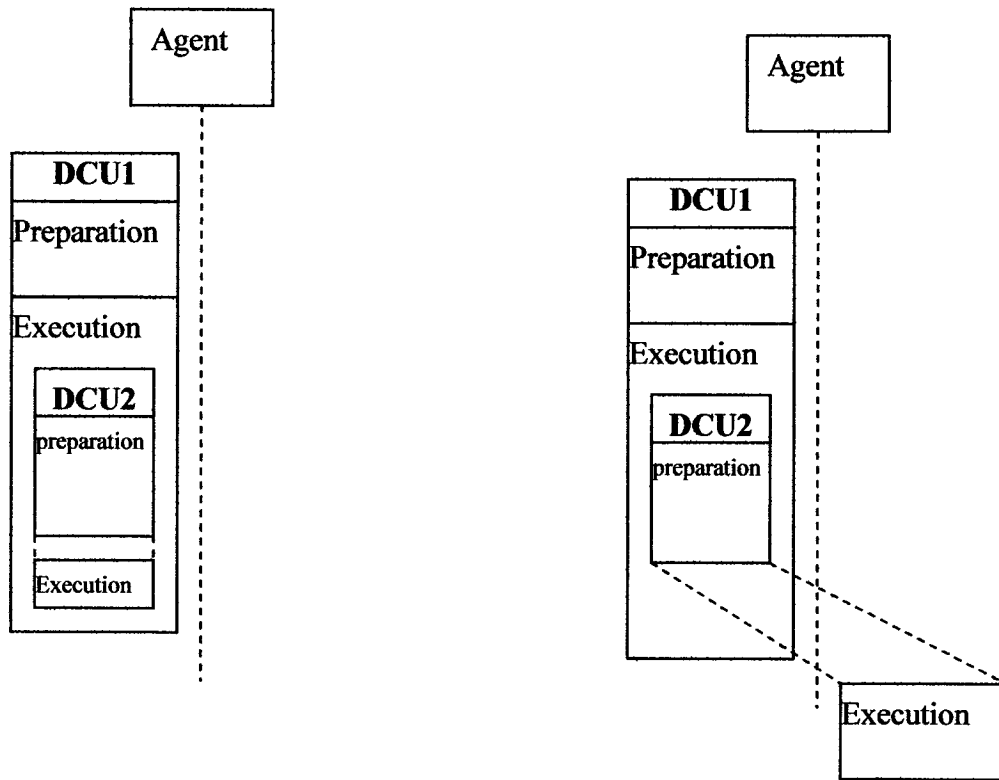 Agent
DCU1
Preparation
Execution
DCU2
preparation
Execution
Agent
DCU1
Preparation
Execution
DCU2
preparation
Execution